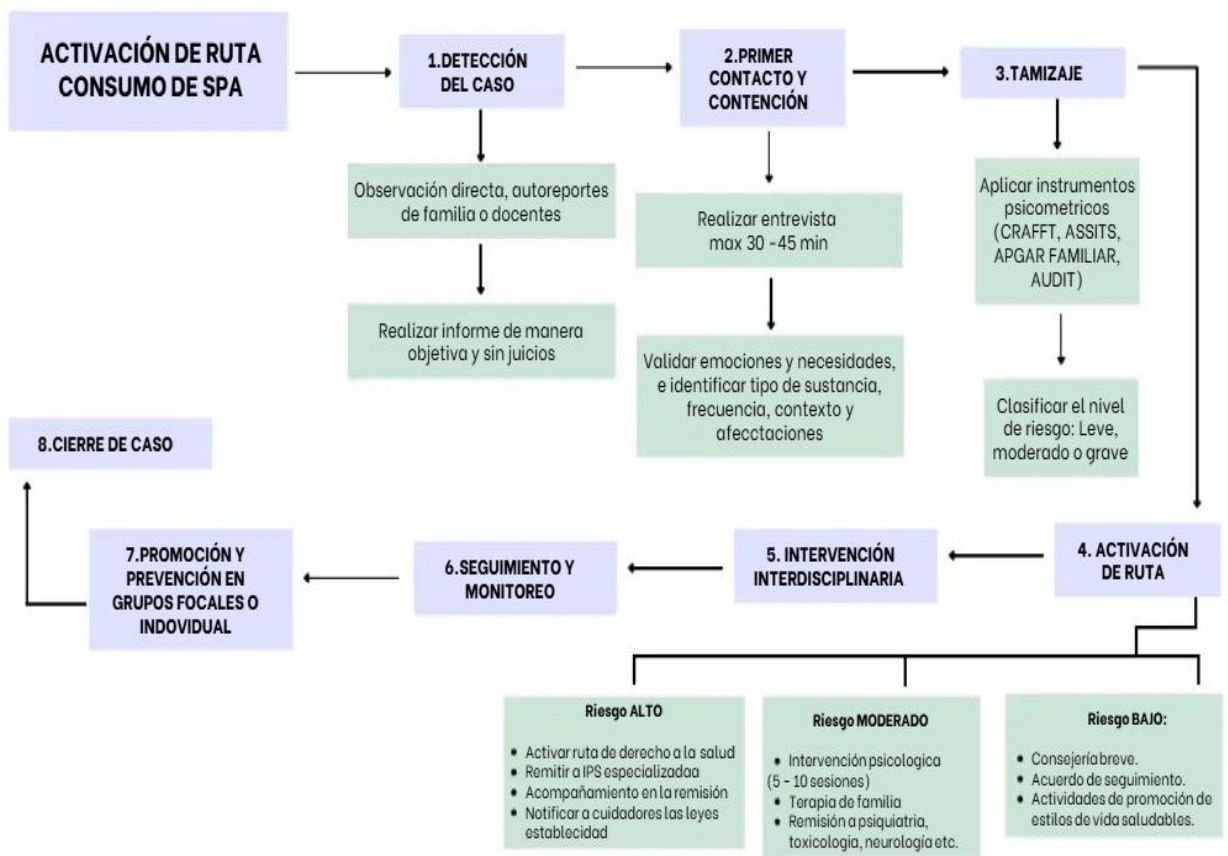 ACTIVACIÓN DE RUTA
CONSUMO DE SPA
1.DETECCIÓN
DEL CASO
2.PRIMER
CONTACTO Y
CONTENCIÓN
3.TAMIZAJE
Observación directa, autoreportes
de familia o docentes
Realizar informe de manera
objetiva y sin juicios
Realizar entrevista
max 30 -45 min
Validar emociones y necesidades,
e identificar tipo de sustancia,
frecuencia, contexto y
afecctaciones
Aplicar instrumentos
psicometricos
(CRAFFT, ASSITS,
APGAR FAMILIAR,
AUDIT)
Clasificar el nivel
de riesgo: Leve,
moderado o grave
4. ACTIVACIÓN
DE RUTA
5. INTERVENCIÓN
INTERDISCIPLINARIA
6.SEGUIMIENTO Y
MONITOREO
7.PROMOCIÓN Y
PREVENCIÓN EN
GRUPOS FOCALES O
INDOVIDUAL
8.CIERRE DE CASO
Riesgo ALTO
• Activar ruta de derecho a la salud
• Remitir a IPS especializadaa
• Acompañamiento en la remisión
• Notificar a cuidadores las leyes
establecidad
Riesgo MODERADO
• Intervención psicologica
(5 - 10 sesiones)
• Terapia de familia
• Remisión a psiquiatria,
toxicologia, neurología etc.
Riesgo BAJO:
• Consejería breve.
• Acuerdo de seguimiento.
• Actividades de promoción de
estilos de vida saludables.